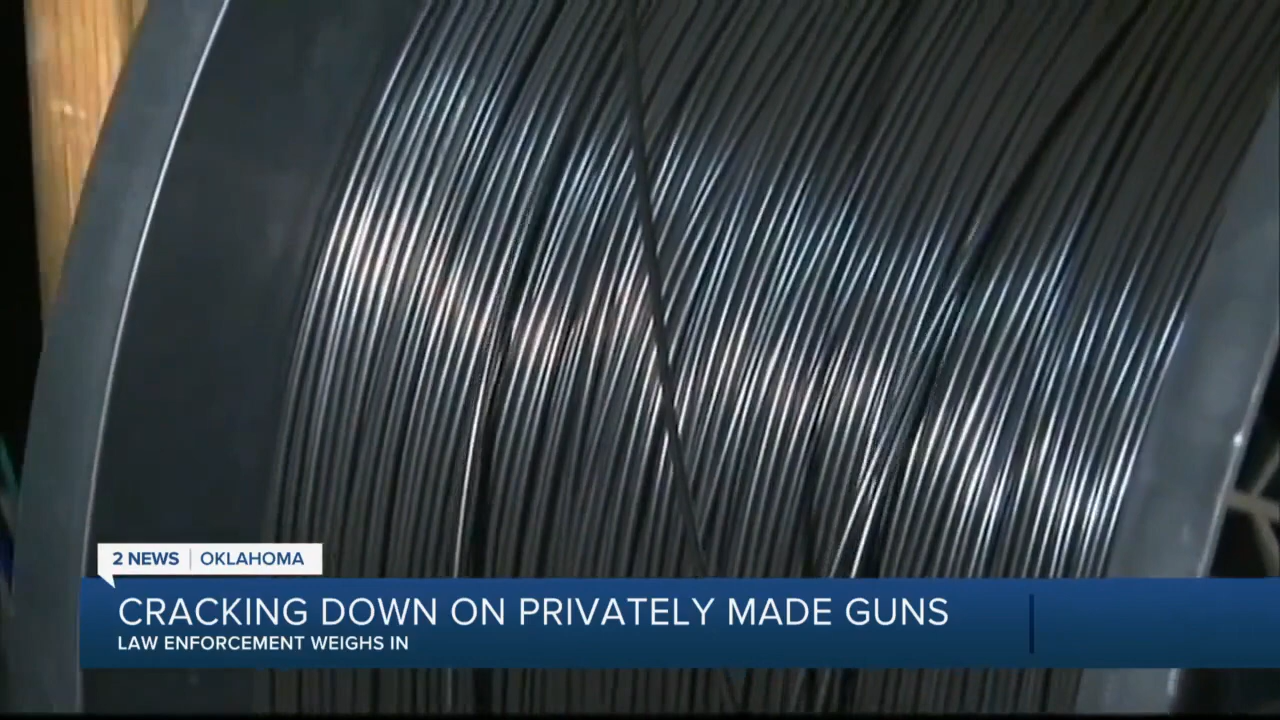 2 NEWS | OKLAHOMA
CRACKING DOWN ON PRIVATELY MADE GUNS
LAW ENFORCEMENT WEIGHS IN